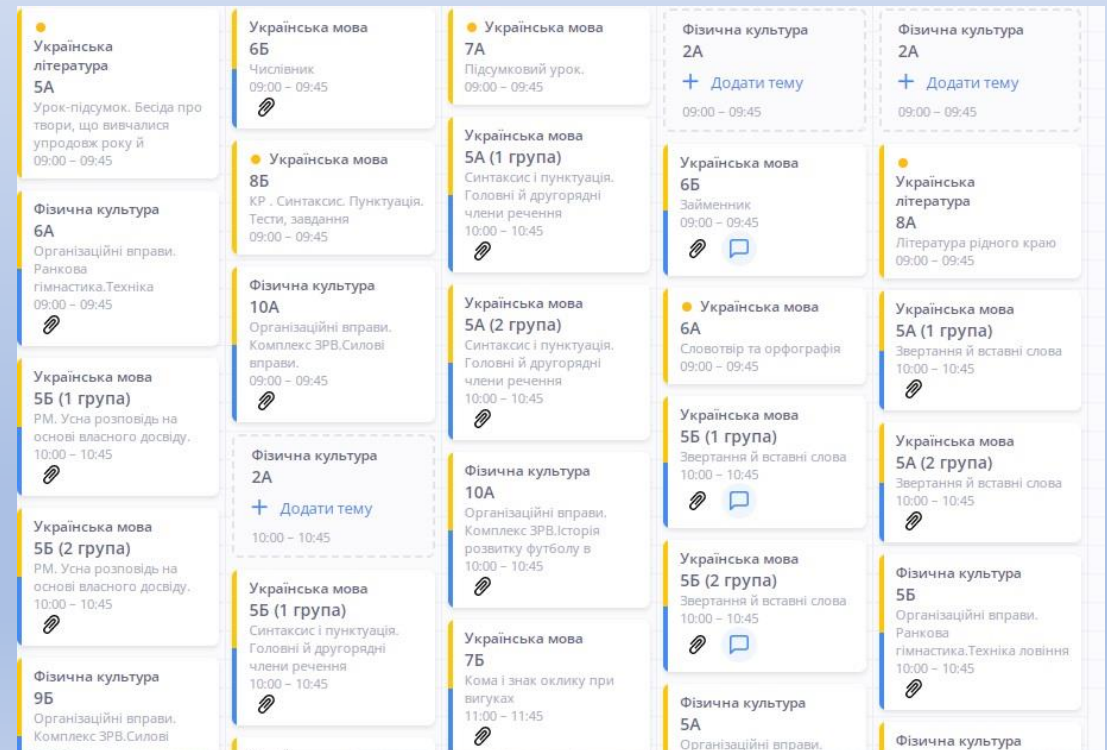 Українська
література
5А
Урок-підсумок. Бесіда про
твори, що вивчалися
упродовж року й
09:00 – 09:45
Фізична культура
6А
Організаційні вправи.
Ранкова
гімнастика.Техніка
09:00 – 09:45
Українська мова
5Б (1 група)
РМ. Усна розповідь на
основі власного досвіду.
10:00 – 10:45
Українська мова
5Б (2 група)
РМ. Усна розповідь на
основі власного досвіду.
10:00 – 10:45
Фізична культура
9Б
Організаційні вправи.
Комплекс ЗРВ.Силові
Українська мова
6Б
Числівник
09:00 – 09:45
Українська мова
8Б
КР . Синтаксис. Пунктуація.
Тести, завдання
09:00 – 09:45
Фізична культура
10А
Організаційні вправи.
Комплекс ЗРВ.Силові
вправи.
09:00 – 09:45
Фізична культура
2А
+ Додати тему
10:00 – 10:45
Українська мова
5Б (1 група)
Синтаксис і пунктуація.
Головні й другорядні
члени речення
10:00 – 10:45
Українська мова
7А
Підсумковий урок.
09:00 – 09:45
Українська мова
5А (1 група)
Синтаксис і пунктуація.
Головні й другорядні
члени речення
10:00 – 10:45
Українська мова
5А (2 група)
Синтаксис і пунктуація.
Головні й другорядні
члени речення
10:00 – 10:45
Фізична культура
10А
Організаційні вправи.
Комплекс ЗРВ.Історія
розвитку футболу в
10:00 – 10:45
Українська мова
7Б
Кома і знак оклику при
вигуках
11:00 – 11:45
Фізична культура
2А
+ Додати тему
09:00 – 09:45
Українська мова
6Б
Займенник
09:00 – 09:45
Українська мова
6А
Словотвір та орфографія
09:00 – 09:45
Українська мова
5Б (1 група)
Звертання й вставні слова
10:00 – 10:45
Українська мова
5Б (2 група)
Звертання й вставні слова
10:00 – 10:45
Фізична культура
5А
Організаційні вправи.
Фізична культура
2А
+ Додати тему
09:00 – 09:45
Українська
література
8А
Література рідного краю
09:00 – 09:45
Українська мова
5А (1 група)
Звертання й вставні слова
10:00 – 10:45
Українська мова
5А (2 група)
Звертання й вставні слова
10:00 – 10:45
Фізична культура
5Б
Організаційні вправи.
Ранкова
гімнастика.Техніка ловіння
10:00 – 10:45
Фізична культура